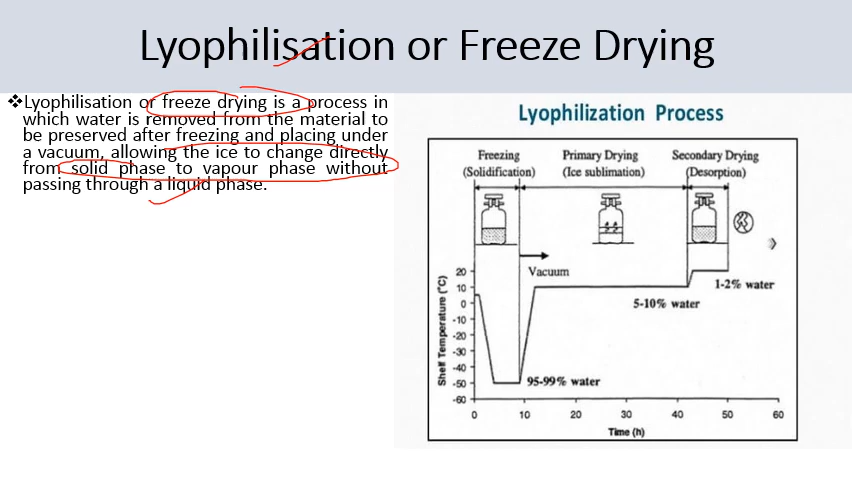 Lyophilisation or Freeze Drying
❖Lyophilisation or freeze drying is a process in
which water is removed from the material to
be preserved after freezing and placing under
a vacuum, allowing the ice to change directly
from solid phase to vapour phase without
passing through a liquid phase.
Lyophilization Process
Freezing
(Solidification)
Primary Drying
(Ice sublimation)
Secondary Drying
(Desorption)
Vacuum
1-2% water
5-10% water
95-99% water
Shelf Temperature (°C)
20
10
0
-10
-20
-30
-40
-50
-60
0 10 20 30 40 50 60
Time (h)